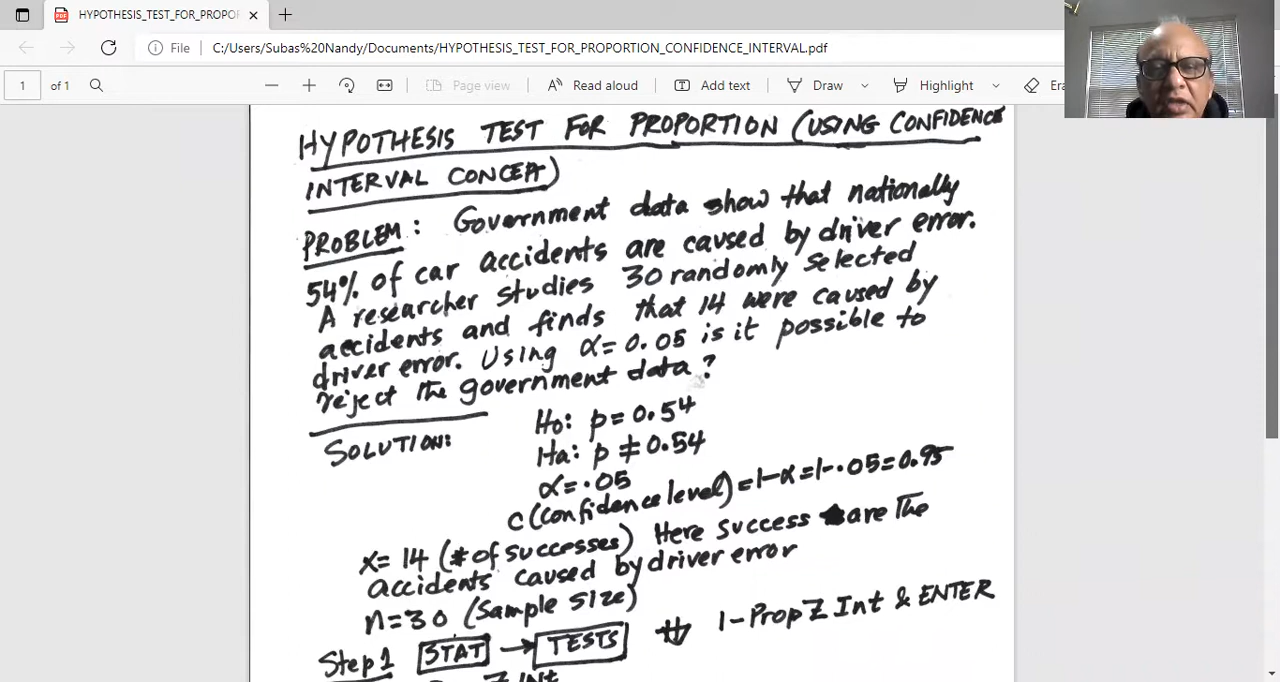 HYPOTHESIS_TEST_FOR_PROPO
File C:/Users/Subas%20Nandy/Documents/HYPOTHESIS_TEST_FOR_PROPORTION_CONFIDENCE_INTERVAL.pdf
1 of 1 Page view Read aloud Add text Draw Highlight Era
HYPOTHESIS TEST FOR PROPORTION (USING CONFIDENCE
INTERVAL CONCEPT)
PROBLEM: Government data show that nationally
54% of car accidents are caused by driver error.
A researcher studies 30 randomly selected
accidents and finds that 14 were caused by
driver error. Using α = 0.05 is it possible to
reject the government data?
SOLUTION: Ho: p = 0.54
Ha: p ≠ 0.54
α = .05
C (confidence level) = 1-α = 1-.05 = 0.95
x = 14 (# of successes) Here success are the
accidents caused by driver error
n = 30 (Sample size)
Step 1 STAT → TESTS ⇓ 1-PropZInt & ENTER